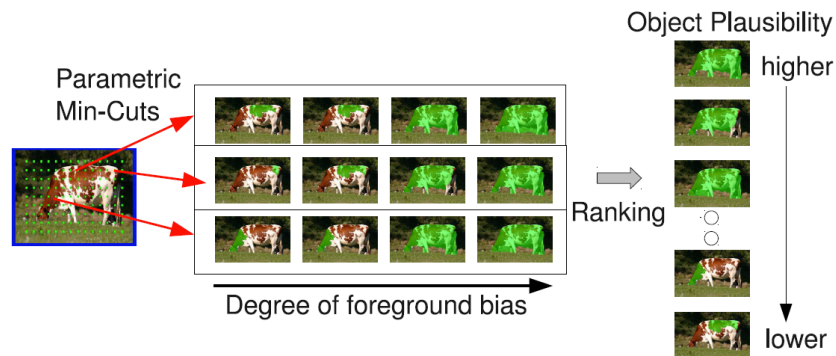 Object Plausibility
Parametric
Min-Cuts
higher
Ranking
Degree of foreground bias
lower